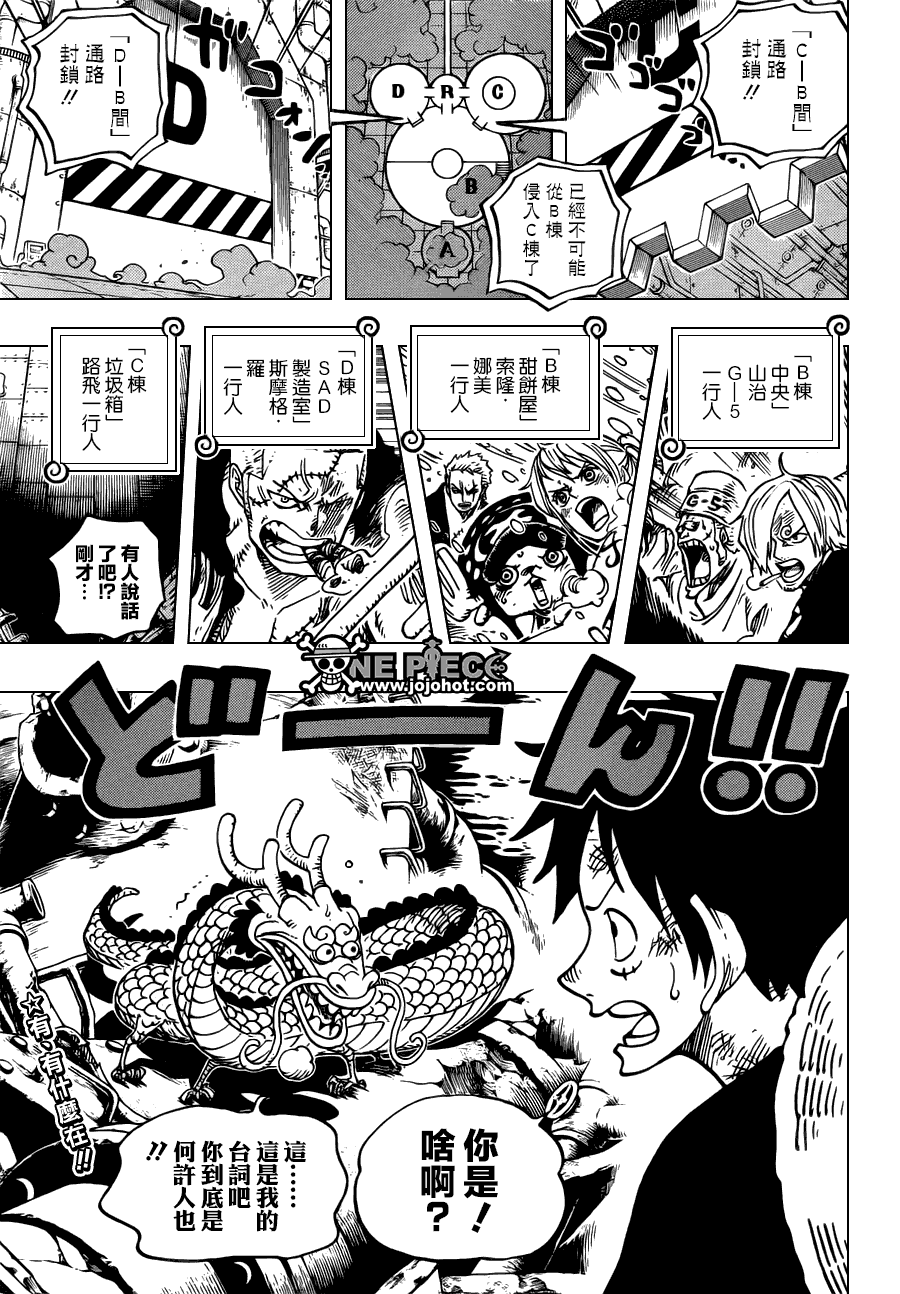 「C—B間」
通路
封鎖!!
ゴゴゴ
已經不可能
從B棟
侵入C棟了
D
R
C
B
A
「D—B間」
通路
封鎖!!
D
「B棟
中央」
山治
G—5
一行人
「B棟
甜餅屋」
索隆·
娜美
一行人
「D棟
SAD
製造室」
斯摩格·
羅
一行人
「C棟
垃圾箱」
路飛一行人
G-5
有人說話
了吧!?
剛才…
ONE PIECE
www.jojohot.com
どーん!!
你是!
啥啊?
這……
這是我的
台詞吧
你到底是
何許人也
!!
☆有、有什麼在!!